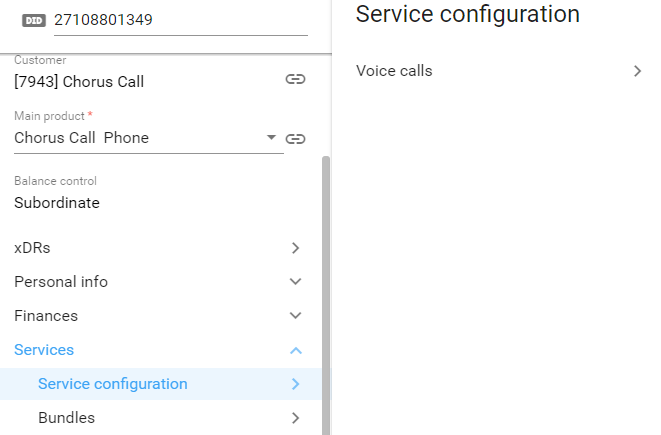 DID 27108801349
Customer
[7943] Chorus Call
Main product *
Chorus Call Phone
Balance control
Subordinate
xDRs
Personal info
Finances
Services
Service configuration
Bundles
Service configuration
Voice calls